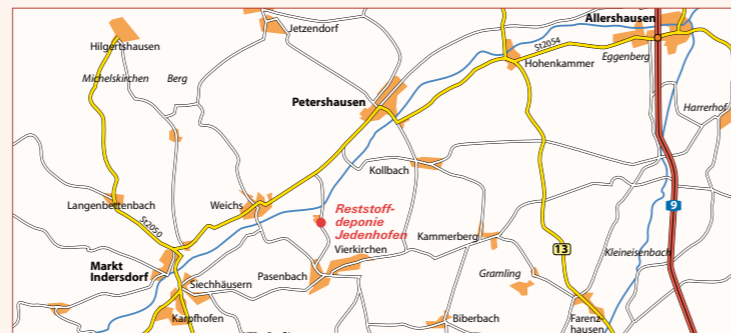 Allershausen
Jetzendorf
Hilgertshausen
St2054
Eggenberg
Hohenkammer
Michelskirchen
Berg
Petershausen
Harrerhof
Kollbach
Langenbettenbach
Weichs
9
Reststoff-
deponie
Jedenhofen
St2050
Kammerberg
Vierkirchen
13
Kleineisenbach
Markt
Indersdorf
Pasenbach
Gramling
Siechhäusern
Karpfhofen
Biberbach
Farenz-
hausen